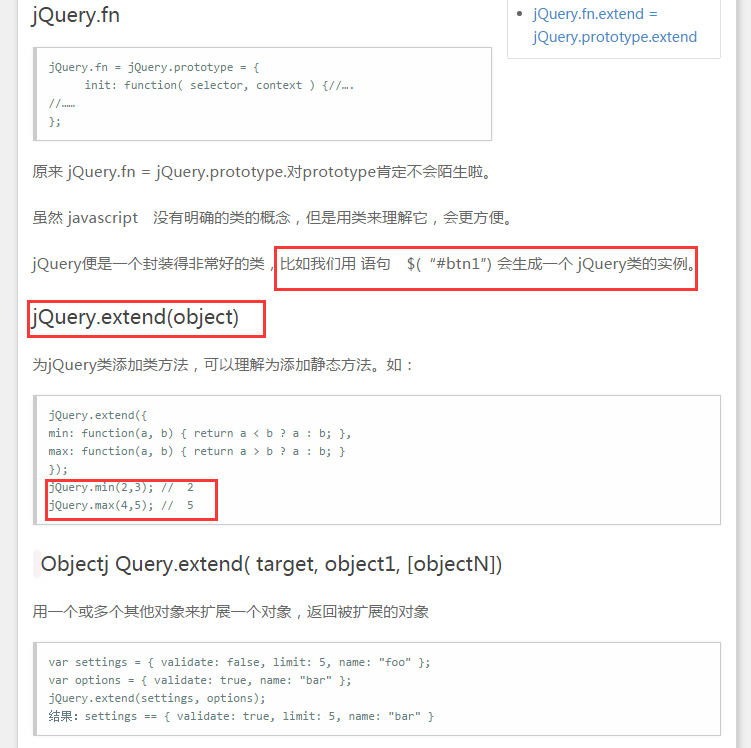 jQuery.fn
jQuery.fn.extend =
jQuery.prototype.extend
jQuery.fn = jQuery.prototype = {
init: function( selector, context ) {//….
//……
};
原来 jQuery.fn = jQuery.prototype.对prototype肯定不会陌生啦。
虽然 javascript 没有明确的类的概念，但是用类来理解它，会更方便。
jQuery便是一个封装得非常好的类，比如我们用 语句 $(“#btn1”) 会生成一个 jQuery类的实例。
jQuery.extend(object)
为jQuery类添加类方法，可以理解为添加静态方法。如：
jQuery.extend({
min: function(a, b) { return a < b ? a : b; },
max: function(a, b) { return a > b ? a : b; }
});
jQuery.min(2,3); // 2
jQuery.max(4,5); // 5
Objectj Query.extend( target, object1, [objectN])
用一个或多个其他对象来扩展一个对象，返回被扩展的对象
var settings = { validate: false, limit: 5, name: "foo" };
var options = { validate: true, name: "bar" };
jQuery.extend(settings, options);
结果：settings == { validate: true, limit: 5, name: "bar" }